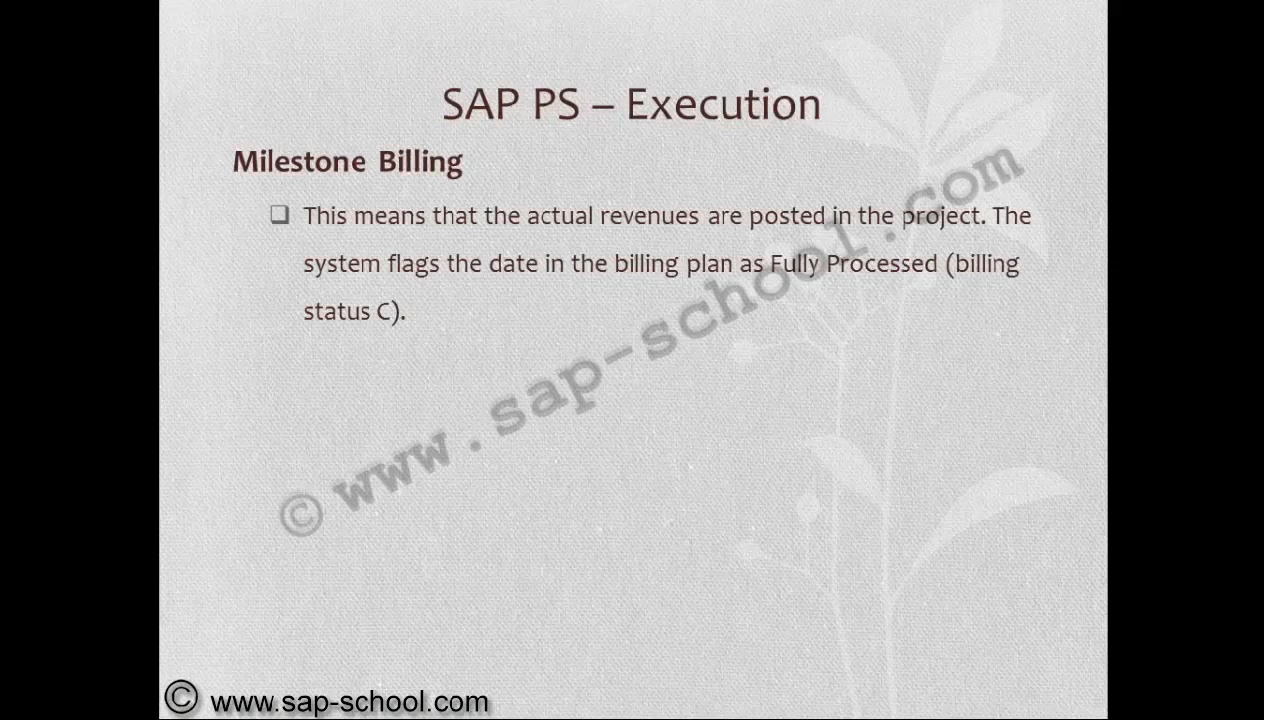 SAP PS – Execution
Milestone Billing
❑ This means that the actual revenues are posted in the project. The
system flags the date in the billing plan as Fully Processed (billing
status C).
© www.sap-school.com
© www.sap-school.com